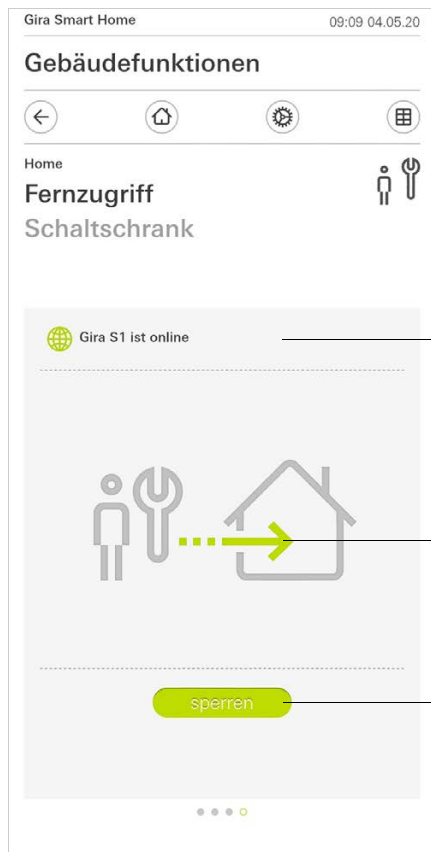 Gira Smart Home 09:09 04.05.20
Gebäudefunktionen
Home
Fernzugriff
Schaltschrank
Gira S1 ist online
sperren